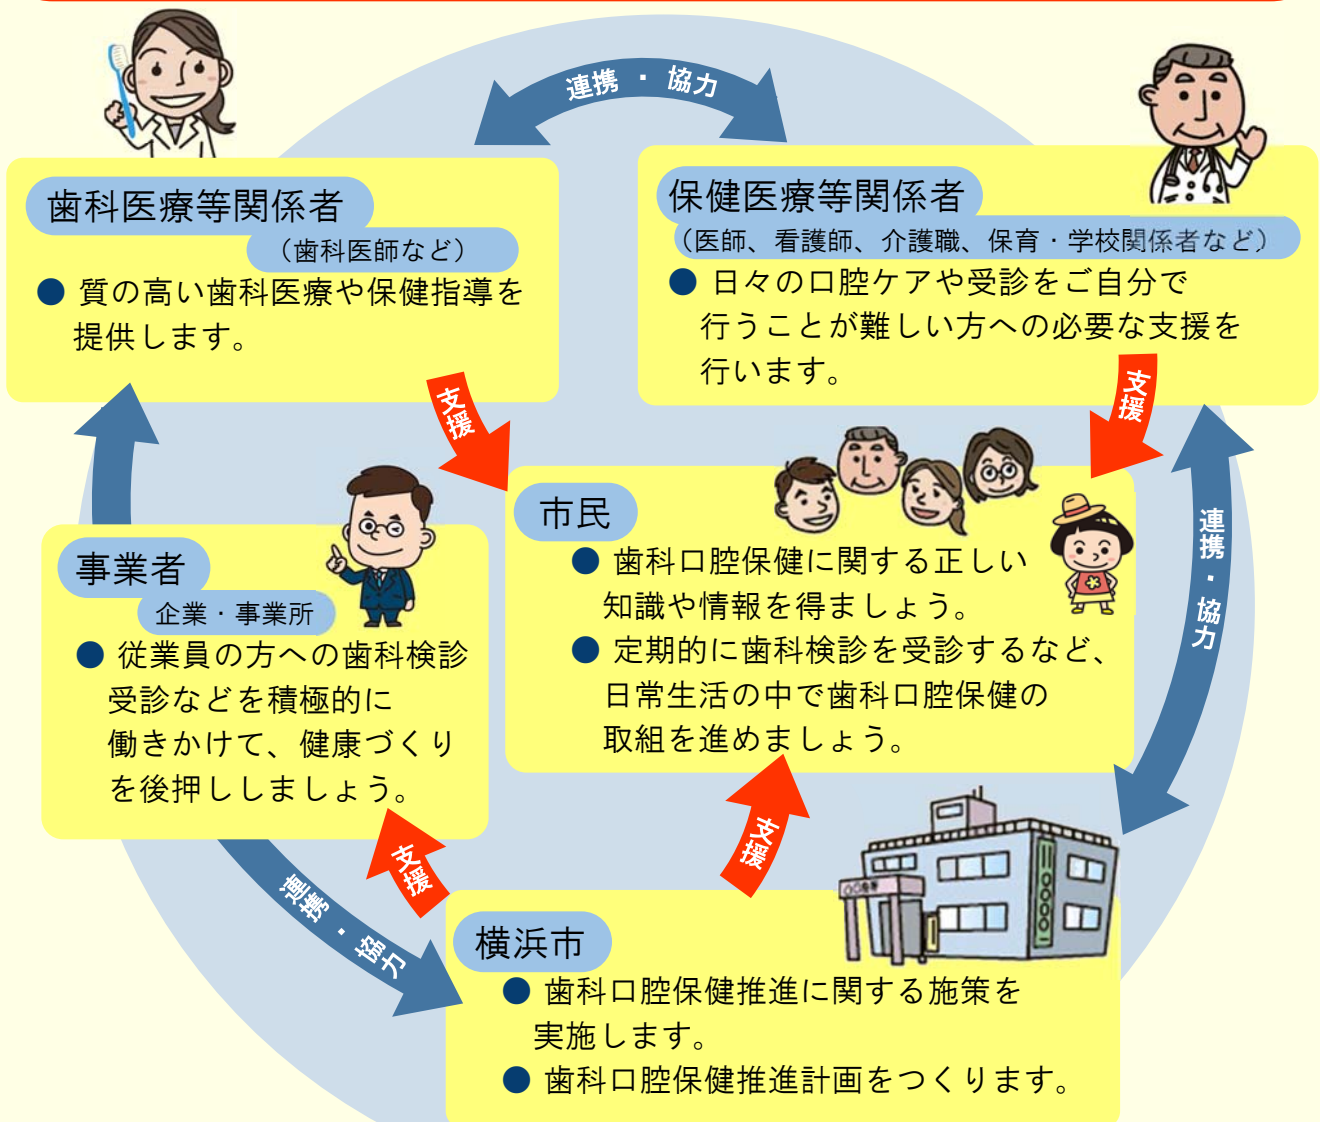 連携・協力
歯科医療等関係者
（歯科医師など）
● 質の高い歯科医療や保健指導を
提供します。
保健医療等関係者
（医師、看護師、介護職、保育・学校関係者など）
● 日々の口腔ケアや受診をご自分で
行うことが難しい方への必要な支援を
行います。
支援
支援
市民
● 歯科口腔保健に関する正しい
知識や情報を得ましょう。
● 定期的に歯科検診を受診するなど、
日常生活の中で歯科口腔保健の
取組を進めましょう。
連携・協力
事業者
企業・事業所
● 従業員の方への歯科検診
受診などを積極的に
働きかけて、健康づくり
を後押ししましょう。
支援
支援
連携・協力
横浜市
● 歯科口腔保健推進に関する施策を
実施します。
● 歯科口腔保健推進計画をつくります。